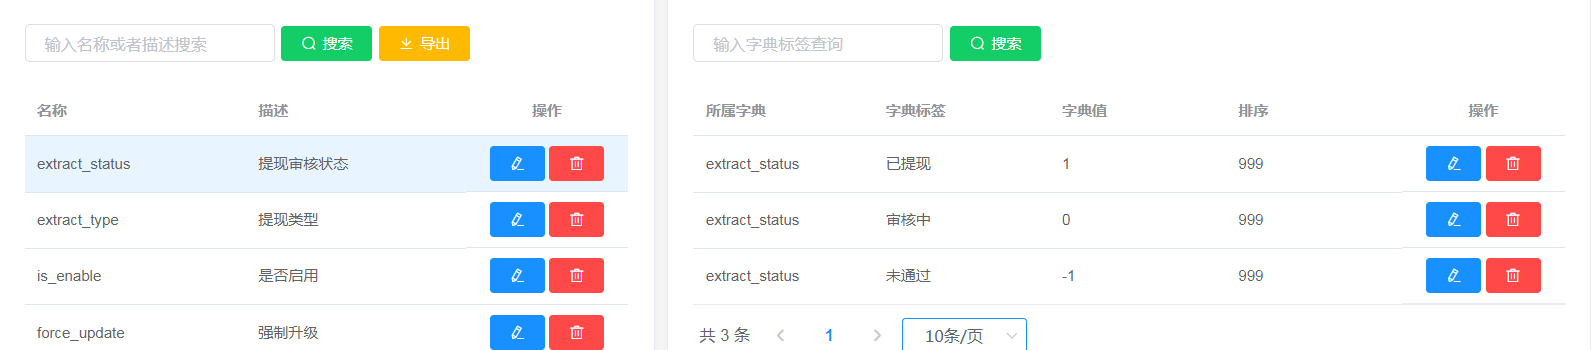 输入名称或者描述搜索 搜索 导出
名称 描述 操作
extract_status 提现审核状态
extract_type 提现类型
is_enable 是否启用
force_update 强制升级
输入字典标签查询 搜索
所属字典 字典标签 字典值 排序 操作
extract_status 已提现 1 999
extract_status 审核中 0 999
extract_status 未通过 -1 999
共 3 条 1 10条/页